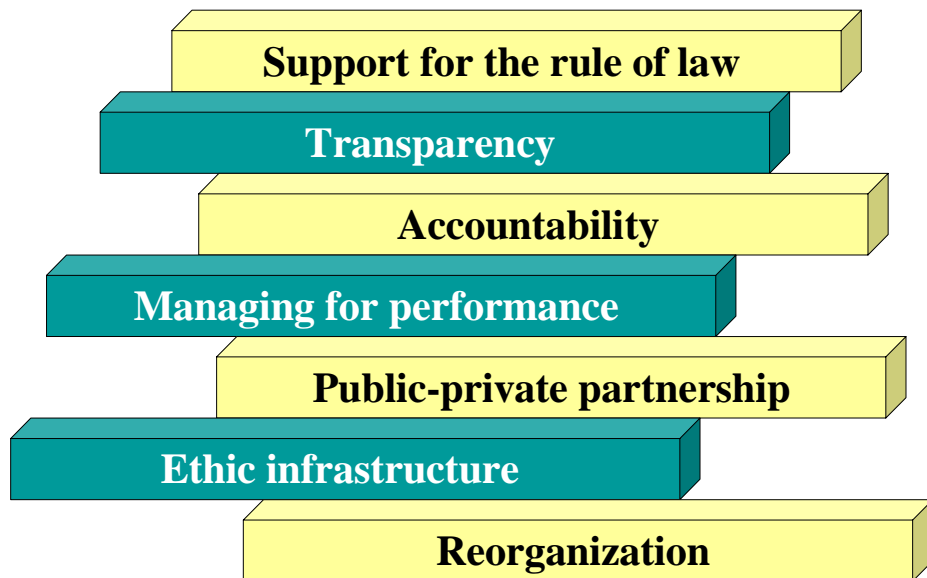 Support for the rule of law
Transparency
Accountability
Managing for performance
Public-private partnership
Ethic infrastructure
Reorganization